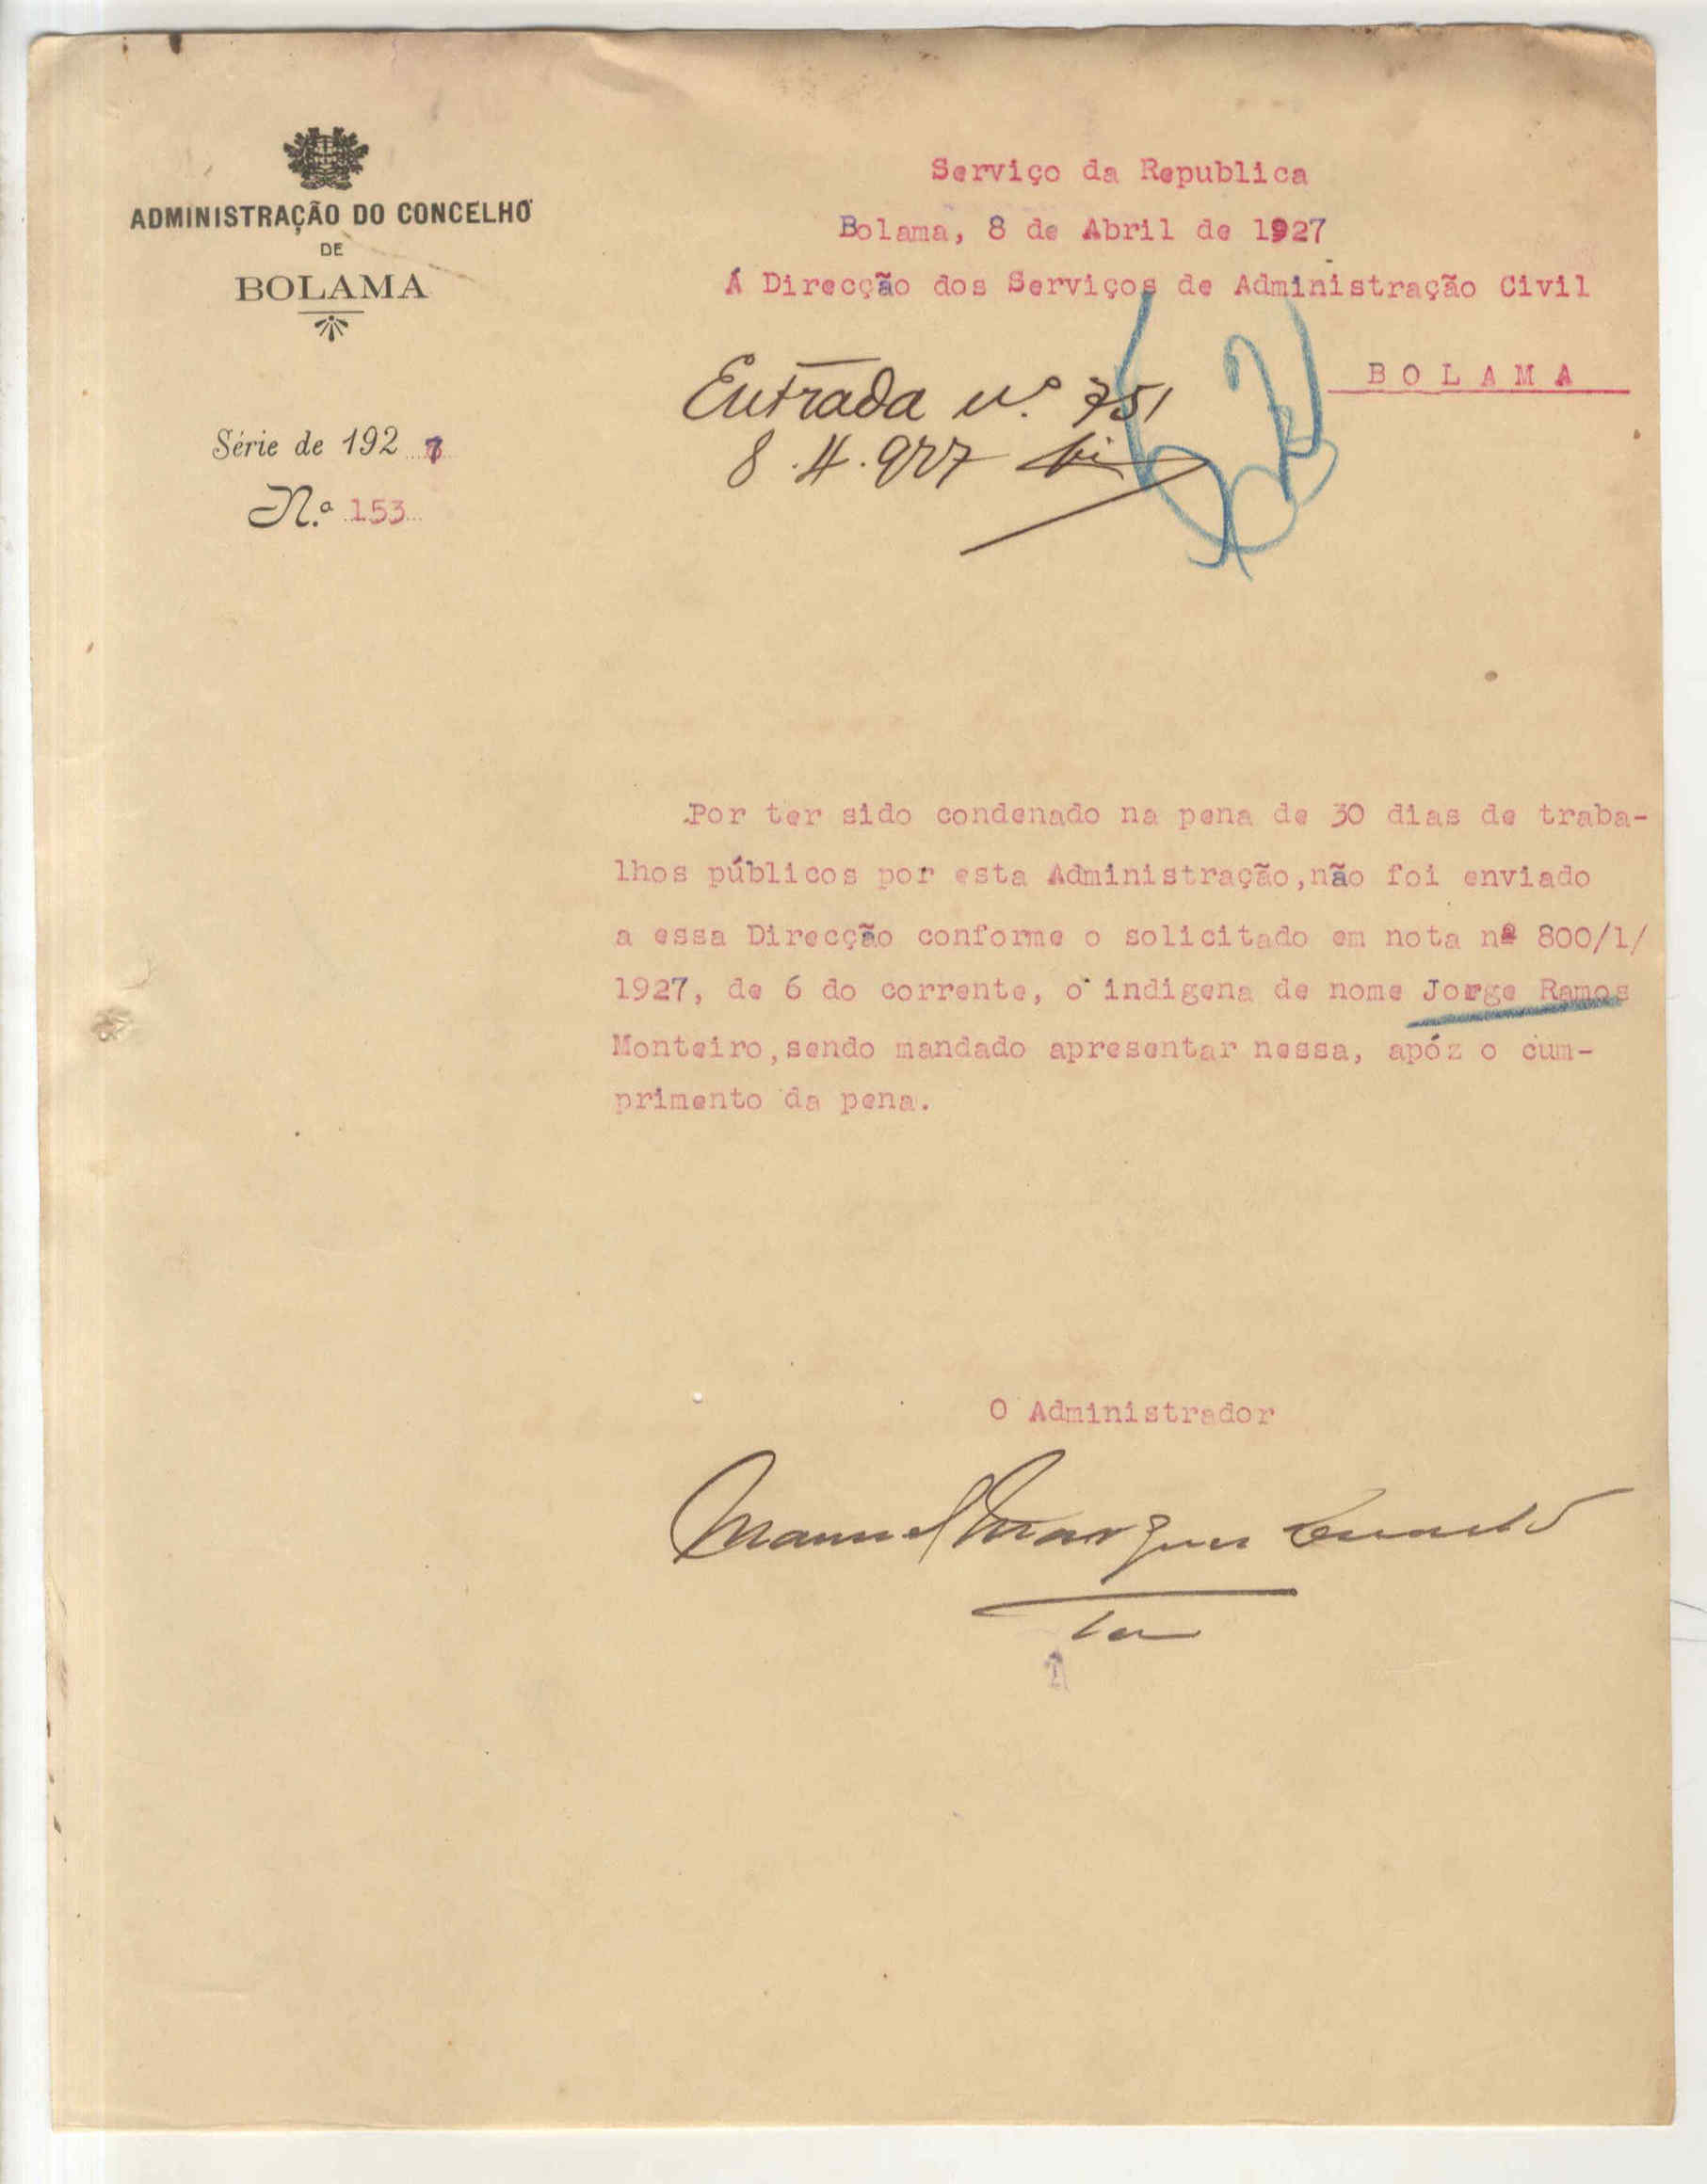 ADMINISTRAÇÃO DO CONCELHO
DE
BOLAMA
Série de 1927
N.º 153
Serviço da Republica
Bolama, 8 de Abril de 1927
Á Direcção dos Serviços de Administração Civil
BOLAMA
Entrada nº 751
8.4.927
Por ter sido condenado na pena de 30 dias de traba-
lhos públicos por esta Administração,não foi enviado
a essa Direcção conforme o solicitado em nota nº 800/1/
1927, de 6 do corrente, o indigena de nome Jorge Ramos
Monteiro,sendo mandado apresentar nessa, apóz o cum-
primento da pena.
O Administrador
Manuel Marques